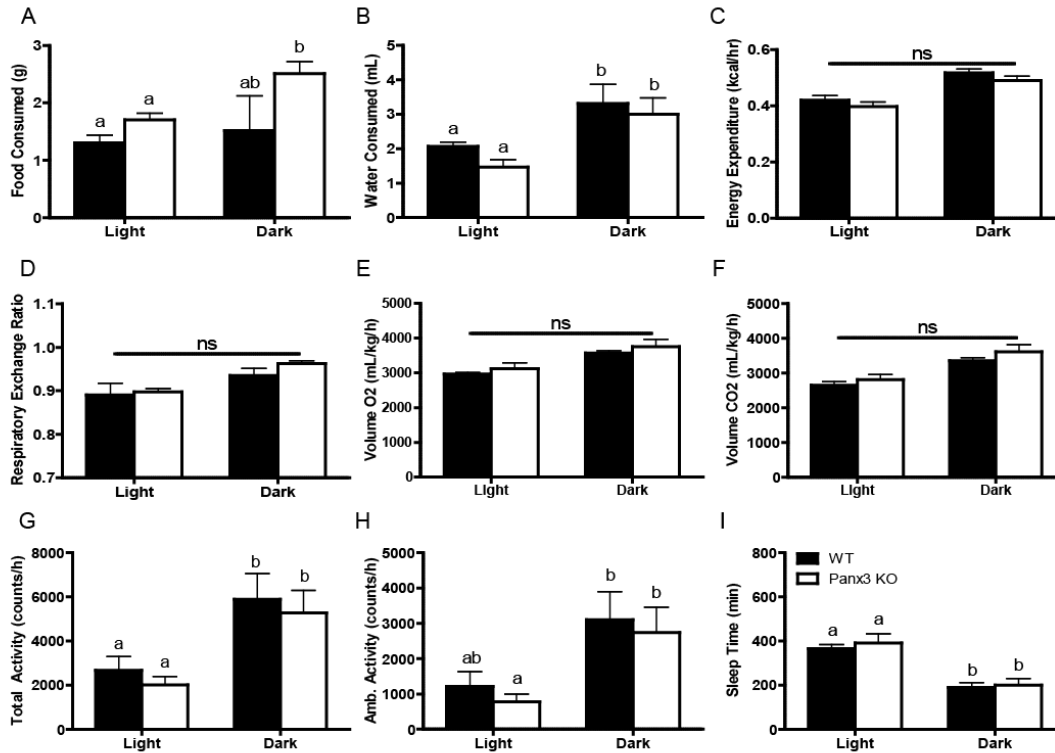 A
Food Consumed (g)
3
2
1
0
a
a
ab
b
Light
Dark
B
Water Consumed (mL)
5
4
3
2
1
0
a
a
b
b
Light
Dark
C
Energy Expenditure (kcal/hr)
0.6
0.4
0.2
0.0
ns
Light
Dark
D
Respiratory Exchange Ratio
1.1
1.0
0.9
0.8
0.7
ns
Light
Dark
E
Volume O2 (mL/kg/h)
5000
4000
3000
2000
1000
0
ns
LIght
Dark
F
Volume CO2 (mL/kg/h)
5000
4000
3000
2000
1000
0
ns
LIght
Dark
G
Total Activity (counts/h)
8000
6000
4000
2000
0
a
a
b
b
Light
Dark
H
Amb. Activity (counts/h)
5000
4000
3000
2000
1000
0
ab
a
b
b
Light
Dark
I
Sleep Time (min)
800
600
400
200
0
WT
Panx3 KO
a
a
b
b
Light
Dark